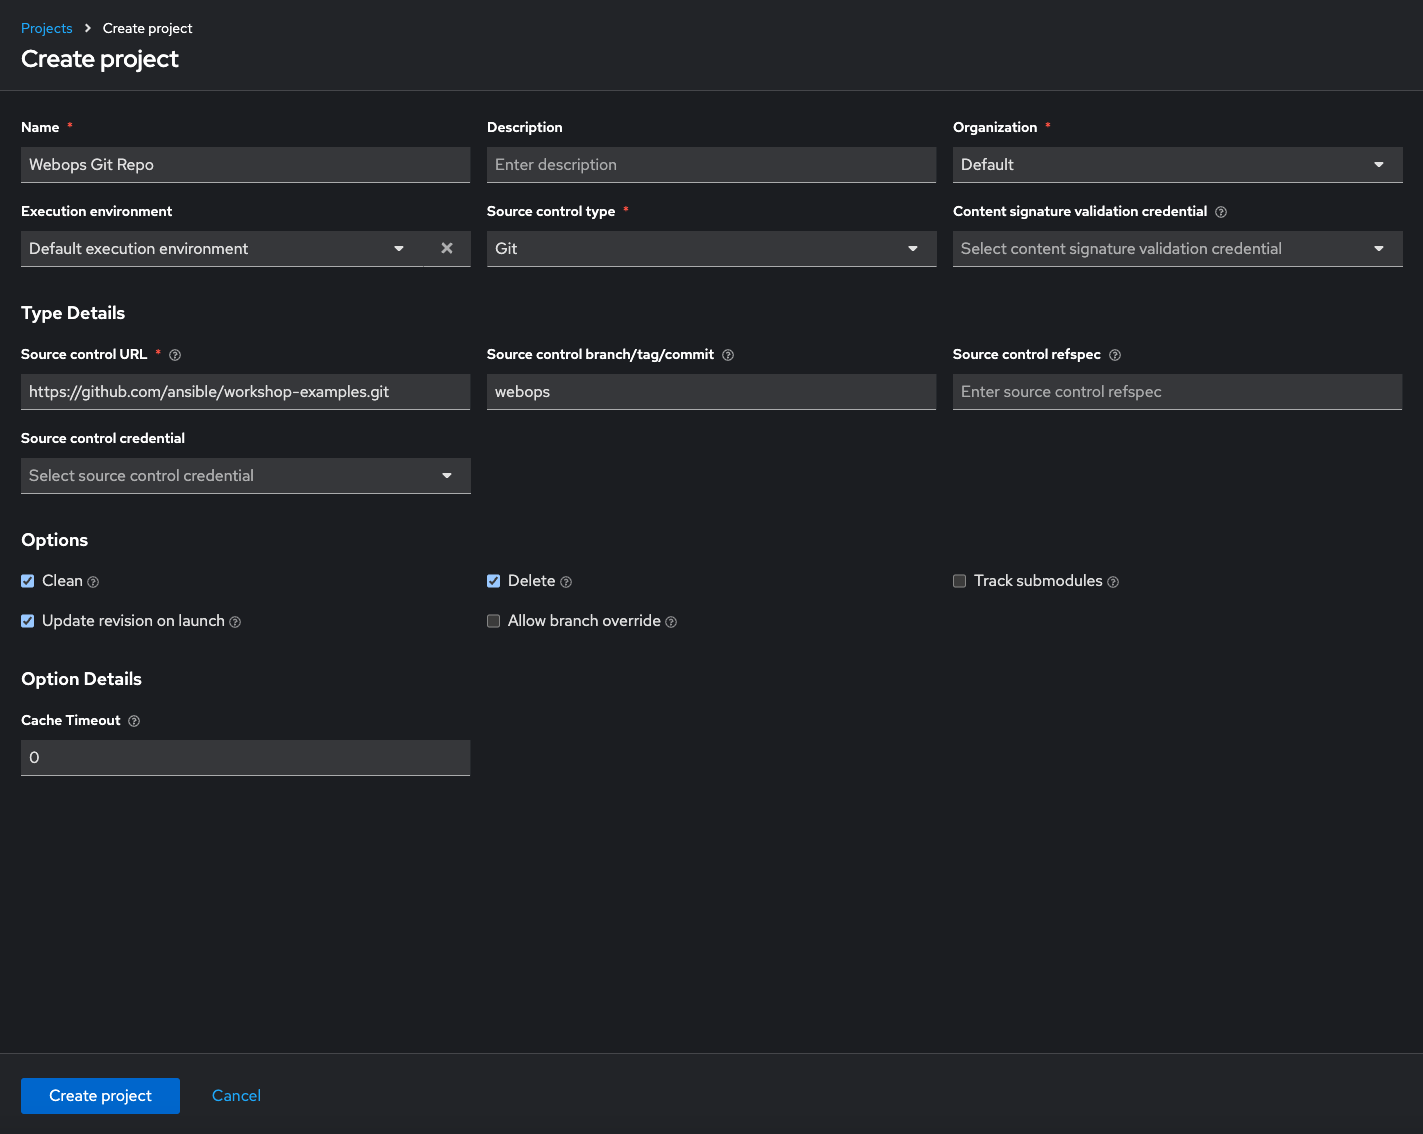 Projects > Create project
Create project
Name * Description Organization *
Webops Git Repo Enter description Default
Execution environment Source control type * Content signature validation credential
Default execution environment Git Select content signature validation credential
Type Details
Source control URL * Source control branch/tag/commit Source control refspec
https://github.com/ansible/workshop-examples.git webops Enter source control refspec
Source control credential
Select source control credential
Options
Clean Delete Track submodules
Update revision on launch Allow branch override
Option Details
Cache Timeout
0
Create project Cancel